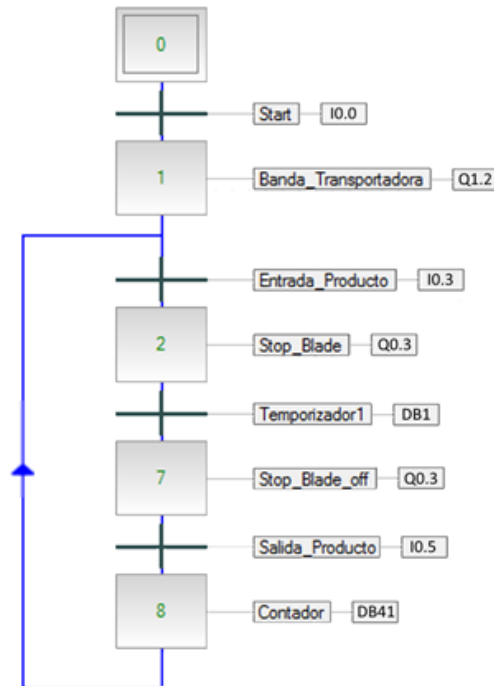 0
Start I0.0
1 Banda_Transportadora Q1.2
Entrada_Producto I0.3
2 Stop_Blade Q0.3
Temporizador1 DB1
7 Stop_Blade_off Q0.3
Salida_Producto I0.5
8 Contador DB41